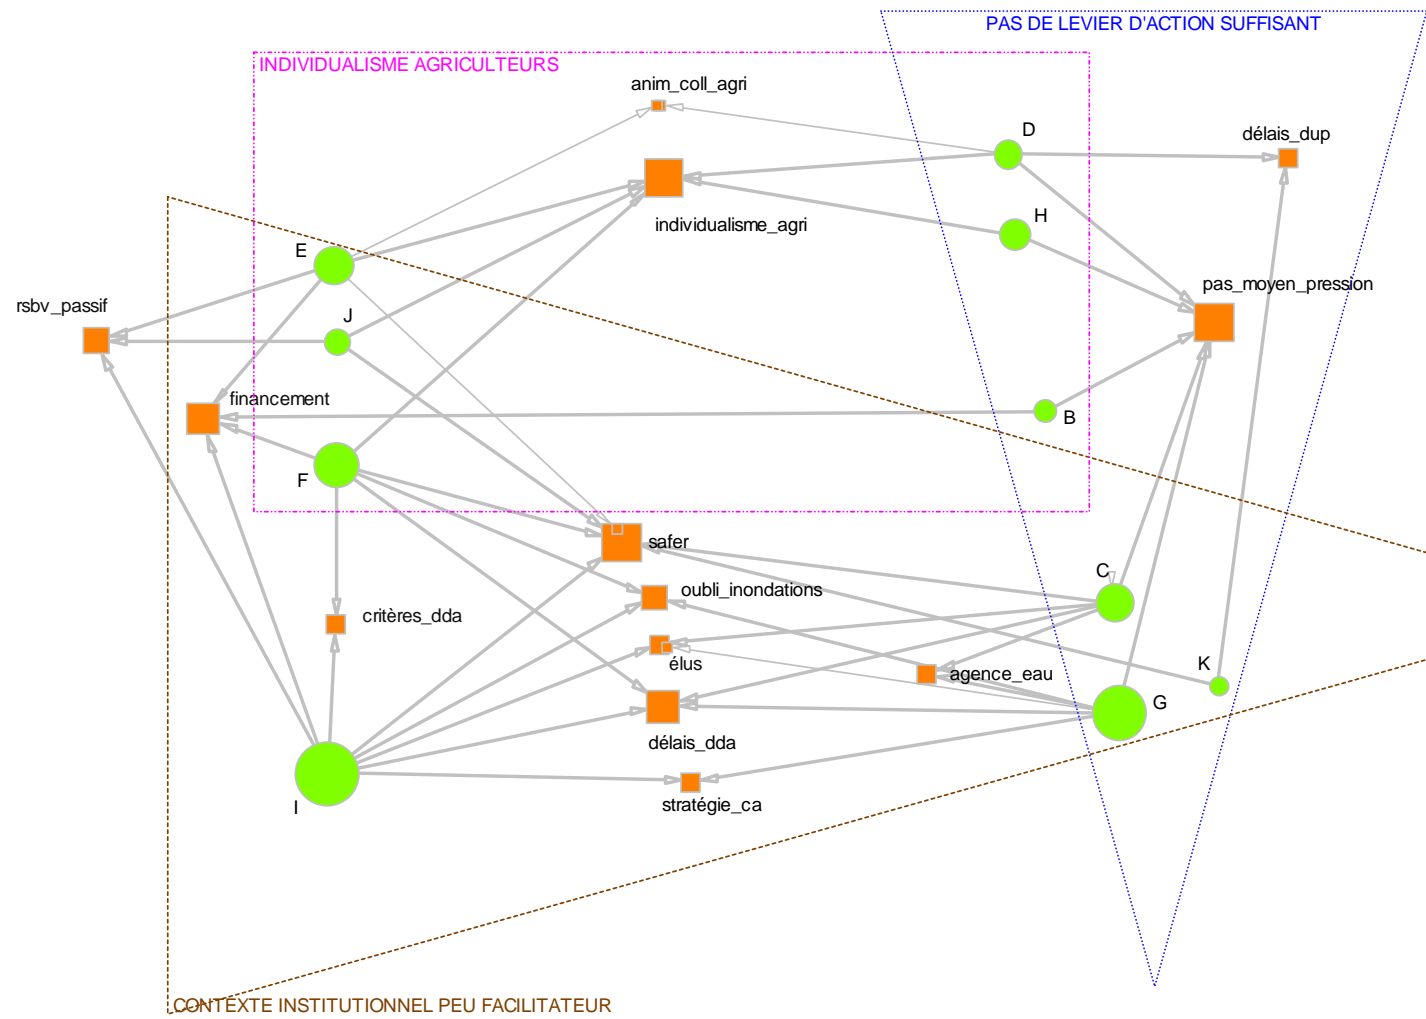 PAS DE LEVIER D'ACTION SUFFISANT
INDIVIDUALISME AGRICULTEURS
anim_coll_agri
D
délais_dup
individualisme_agri
H
E
rsbv_passif
pas_moyen_pression
J
financement
B
F
safer
C
oubli_inondations
critères_dda
élus
agence_eau
K
G
délais_dda
I
stratégie_ca
CONTEXTE INSTITUTIONNEL PEU FACILITATEUR